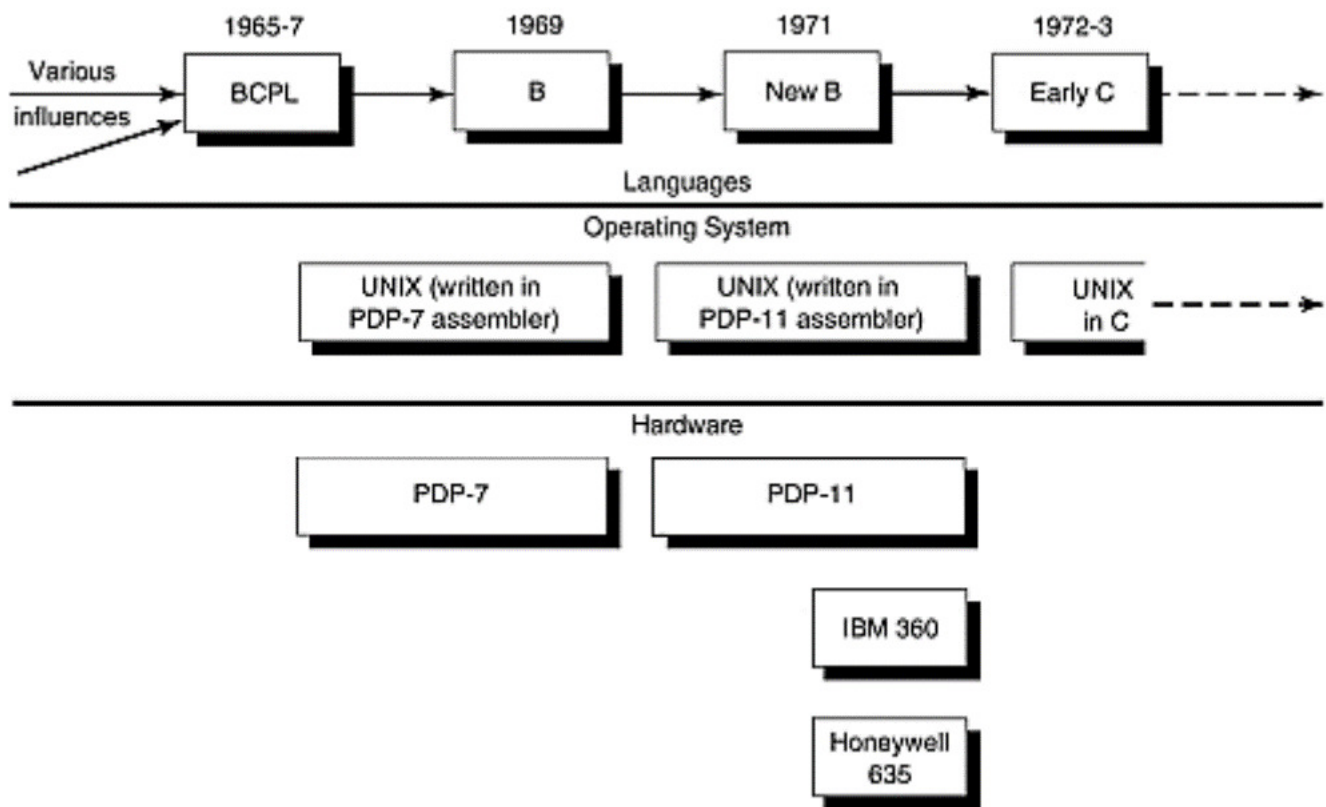 1965-7 1969 1971 1972-3
Various
influences
BCPL B New B Early C
Languages
Operating System
UNIX (written in
PDP-7 assembler)
UNIX (written in
PDP-11 assembler)
UNIX
in C
Hardware
PDP-7 PDP-11
IBM 360
Honeywell
635